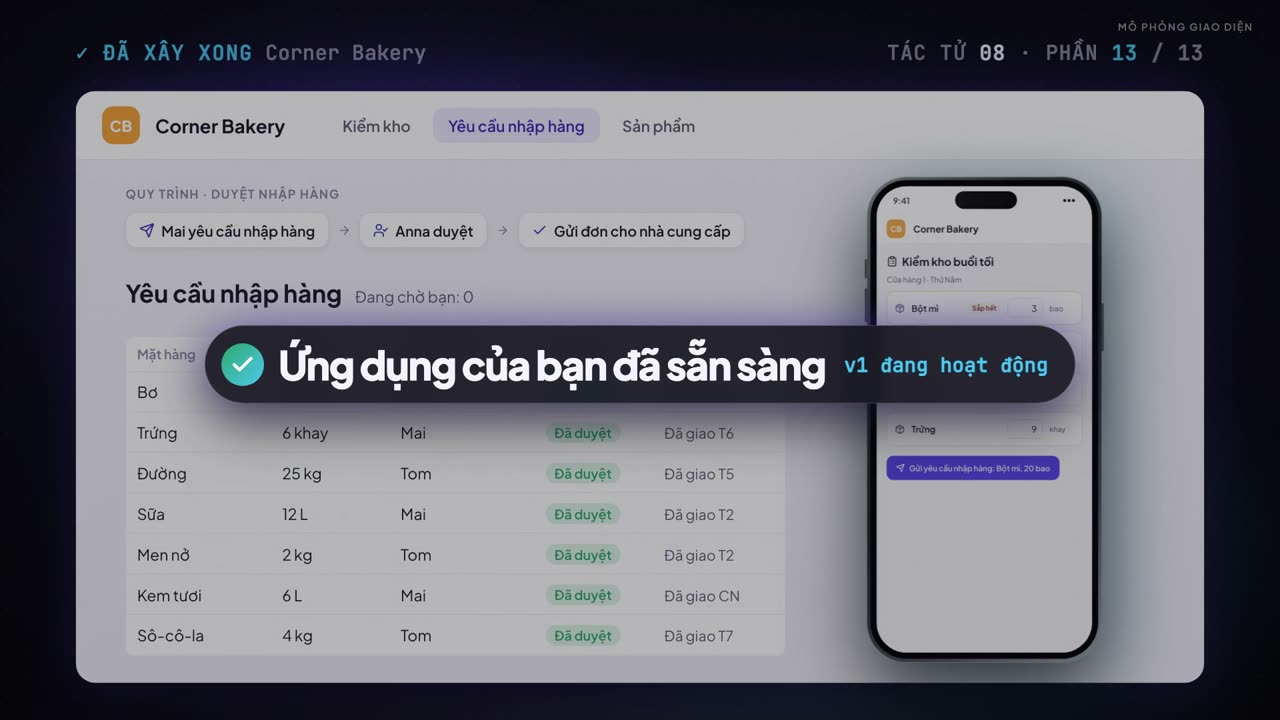 MÔ PHỎNG GIAO DIỆN
✓ ĐÃ XÂY XONG Corner Bakery
TÁC TỬ 08 · PHẦN 13 / 13
CB Corner Bakery Kiểm kho Yêu cầu nhập hàng Sản phẩm
QUY TRÌNH · DUYỆT NHẬP HÀNG
Mai yêu cầu nhập hàng → Anna duyệt → Gửi đơn cho nhà cung cấp
Yêu cầu nhập hàng Đang chờ bạn: 0
Mặt hàng
Ứng dụng của bạn đã sẵn sàng v1 đang hoạt động
Bơ
Trứng 6 khay Mai Đã duyệt Đã giao T6
Đường 25 kg Tom Đã duyệt Đã giao T5
Sữa 12 L Mai Đã duyệt Đã giao T2
Men nở 2 kg Tom Đã duyệt Đã giao T2
Kem tươi 6 L Mai Đã duyệt Đã giao CN
Sô-cô-la 4 kg Tom Đã duyệt Đã giao T7
9:41
CB Corner Bakery
Kiểm kho buổi tối
Cửa hàng 1 · Thứ Năm
Bột mì Sắp hết 3 bao
Trứng 9 khay
Gửi yêu cầu nhập hàng: Bột mì, 20 bao